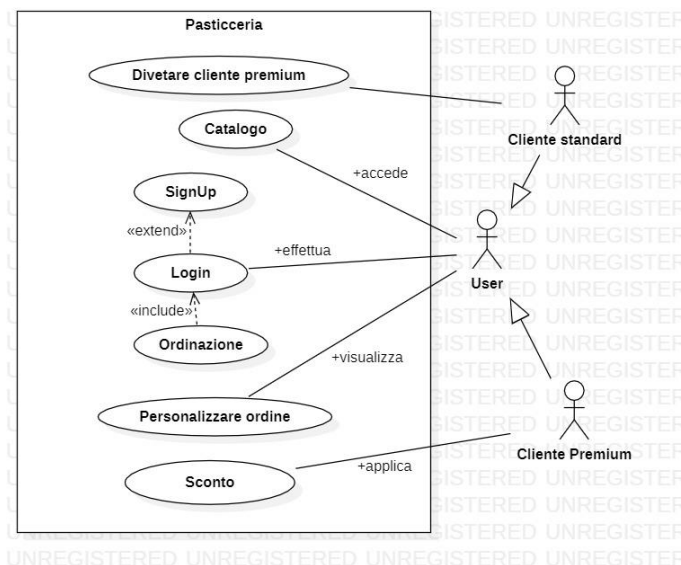 Pasticceria
Divetare cliente premium
Cliente standard
Catalogo
+accede
SignUp
«extend»
+effettua
Login
User
«include»
Ordinazione
+visualizza
Personalizzare ordine
Cliente Premium
+applica
Sconto
UNREGISTERED UNREGISTERED UNREGISTERED UNREGISTER